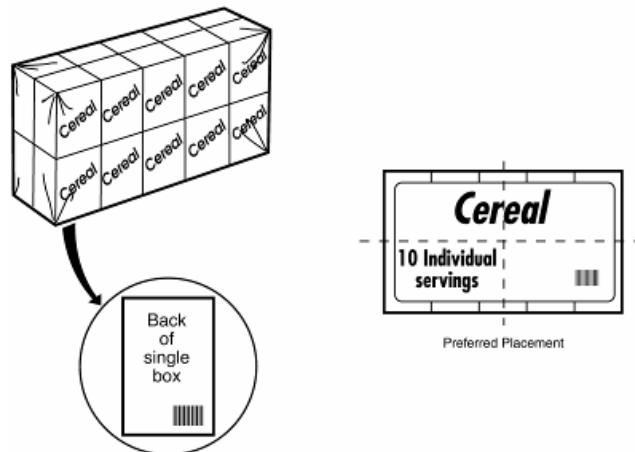 Cereal Cereal Cereal Cereal Cereal
Cereal Cereal Cereal Cereal Cereal
Back
of
single
box
Cereal
10 Individual
servings
Preferred Placement